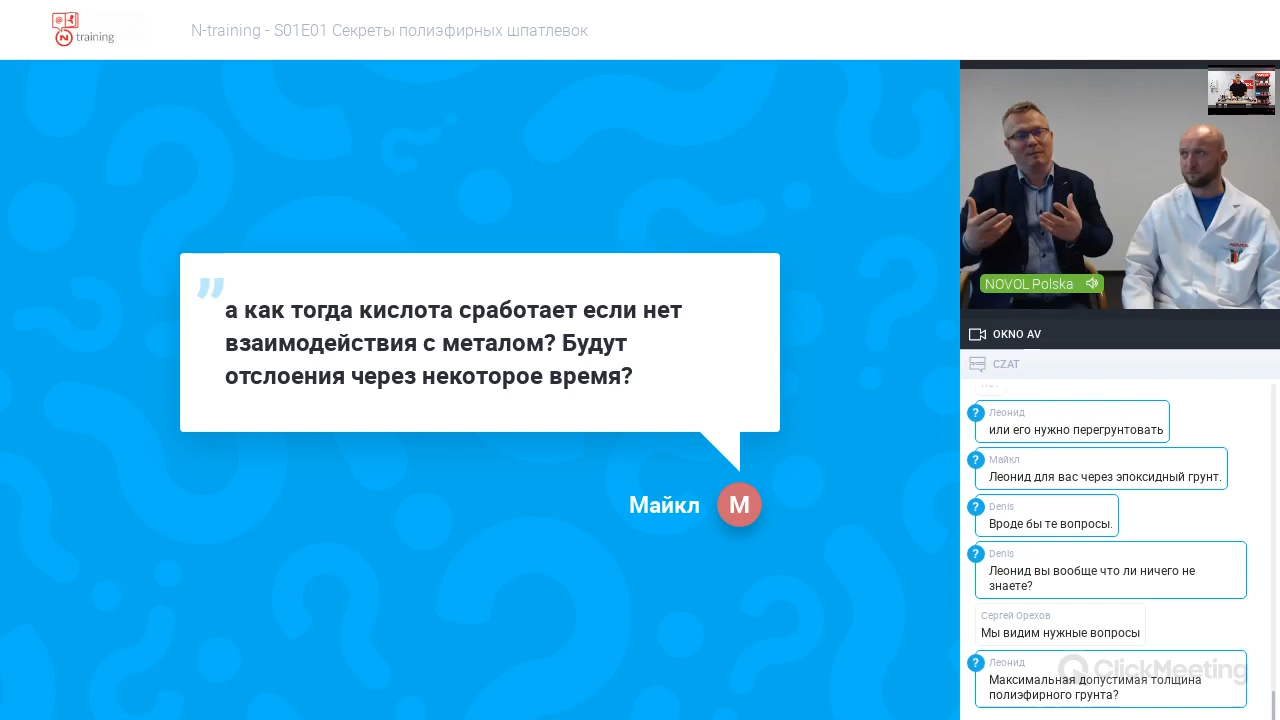 N training
N-training - S01E01 Секреты полиэфирных шпатлевок
а как тогда кислота сработает если нет
взаимодействия с металом? Будут
отслоения через некоторое время?
Майкл
M
NOVOL
NOVOL Polska
OKNO AV
CZAT
? Леонид
или его нужно перегрунтовать
? Майкл
Леонид для вас через эпоксидный грунт.
? Denis
Вроде бы те вопросы.
? Denis
Леонид вы вообще что ли ничего не
знаете?
Сергей Орехов
Мы видим нужные вопросы
? Леонид
ClickMeeting
Максимальная допустимая толщина
полиэфирного грунта?